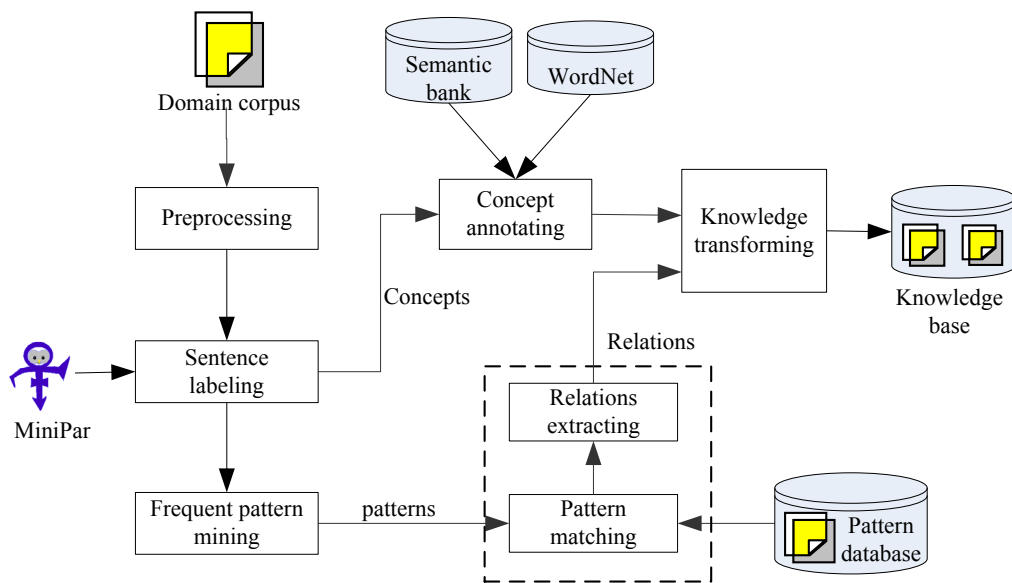 Semantic
bank
WordNet
Domain corpus
Preprocessing
Concept
annotating
Knowledge
transforming
Knowledge
base
Concepts
Sentence
labeling
MiniPar
Relations
Relations
extracting
Frequent pattern
mining
patterns
Pattern
matching
Pattern
database